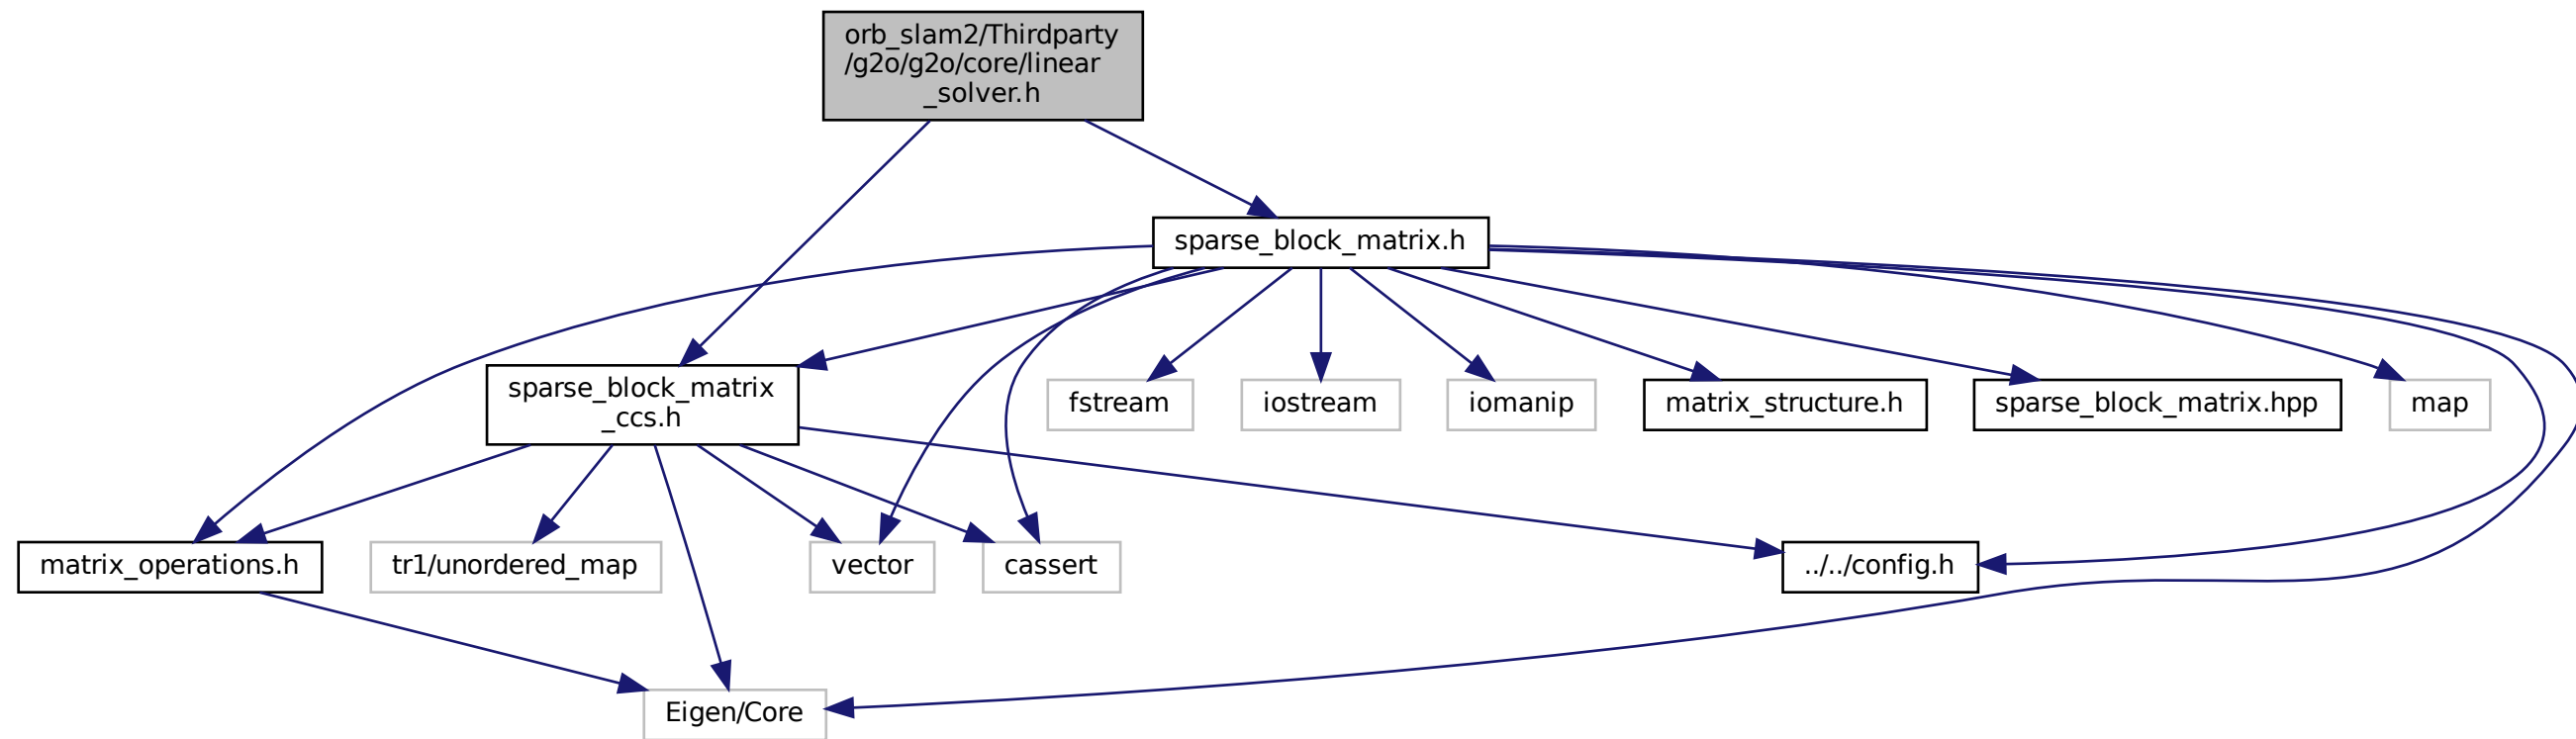 orb_slam2/Thirdparty
/g2o/g2o/core/linear
_solver.h
sparse_block_matrix.h
sparse_block_matrix
_ccs.h
fstream
iostream
iomanip
matrix_structure.h
sparse_block_matrix.hpp
map
matrix_operations.h
tr1/unordered_map
vector
cassert
../../config.h
Eigen/Core